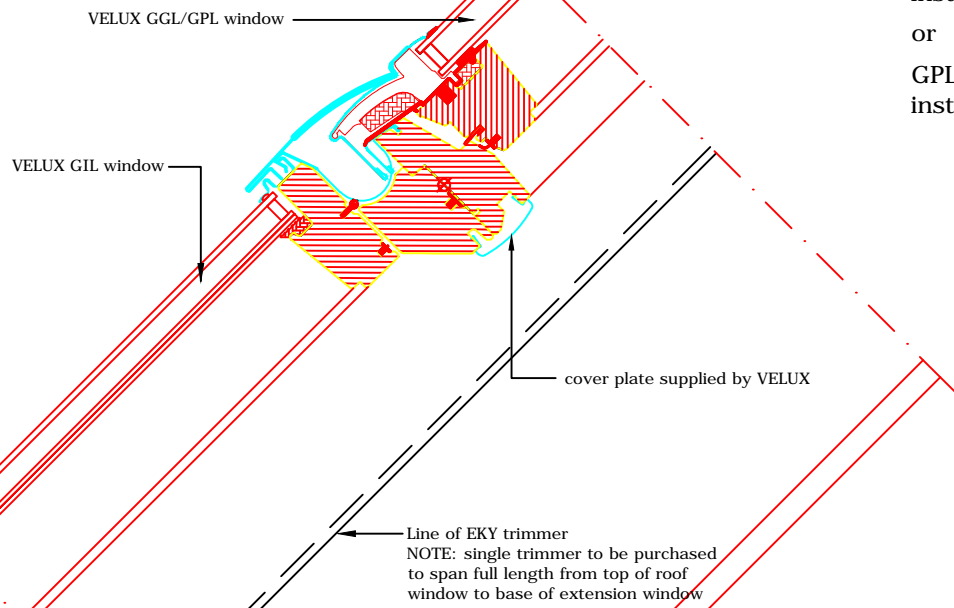 VELUX GGL/GPL window
or
GPL
inst
VELUX GIL window
cover plate supplied by VELUX
Line of EKY trimmer
NOTE: single trimmer to be purchased
to span full length from top of roof
window to base of extension window